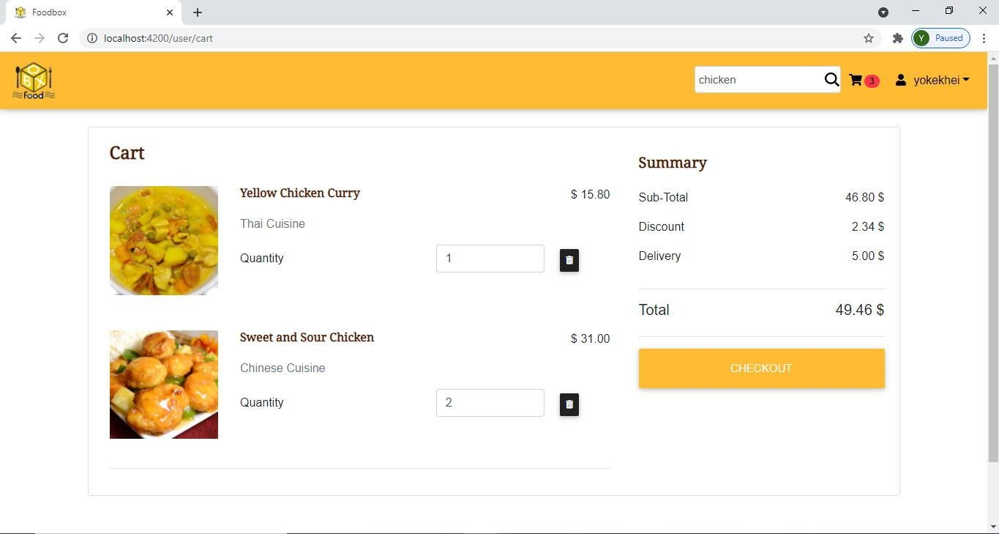 Foodbox
localhost:4200/user/cart
Y Paused
O
B X
Food
chicken
3
yokekhei
Cart
Yellow Chicken Curry
$ 15.80
Thai Cuisine
Quantity
1
Sweet and Sour Chicken
$ 31.00
Chinese Cuisine
Quantity
2
Summary
Sub-Total 46.80 $
Discount 2.34 $
Delivery 5.00 $
Total 49.46 $
CHECKOUT